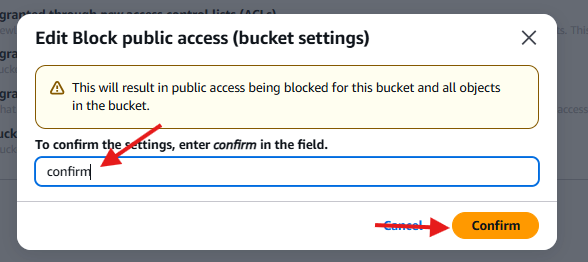 granted through new access control lists (ACLs)
Edit Block public access (bucket settings)
This will result in public access being blocked for this bucket and all objects
in the bucket.
To confirm the settings, enter confirm in the field.
confirm
Cancel
Confirm